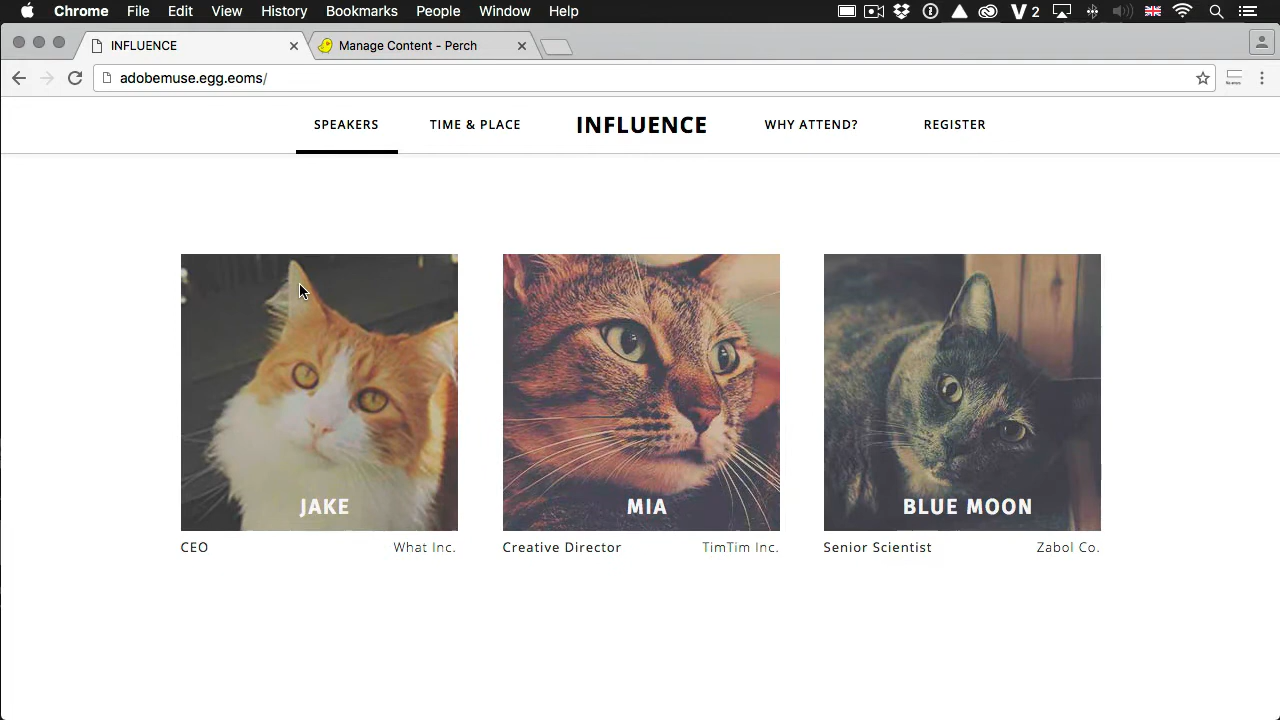 Chrome File Edit View History Bookmarks People Window Help 2
INFLUENCE Manage Content - Perch
adobemuse.egg.eoms/
SPEAKERS TIME & PLACE INFLUENCE WHY ATTEND? REGISTER
JAKE MIA BLUE MOON
CEO What Inc. Creative Director TimTim Inc. Senior Scientist Zabol Co.